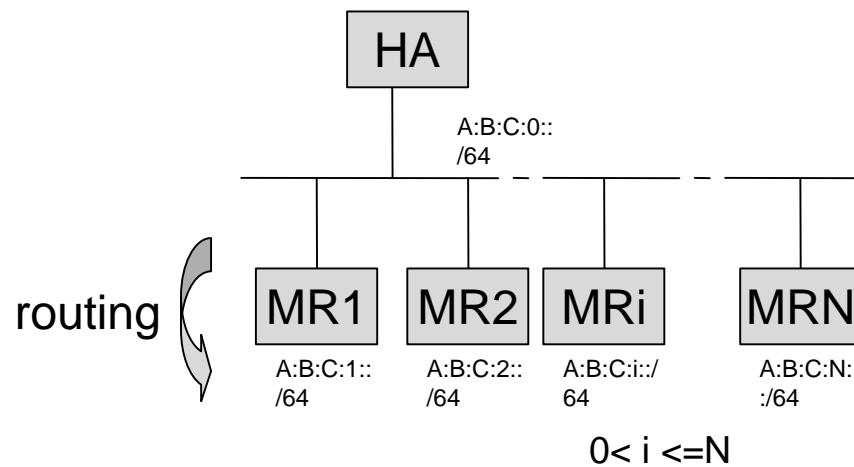 HA
A:B:C:0::
/64
routing
MR1
MR2
MRi
MRN
A:B:C:1::
/64
A:B:C:2::
/64
A:B:C:i::/
64
A:B:C:N:
:/64
0< i <=N